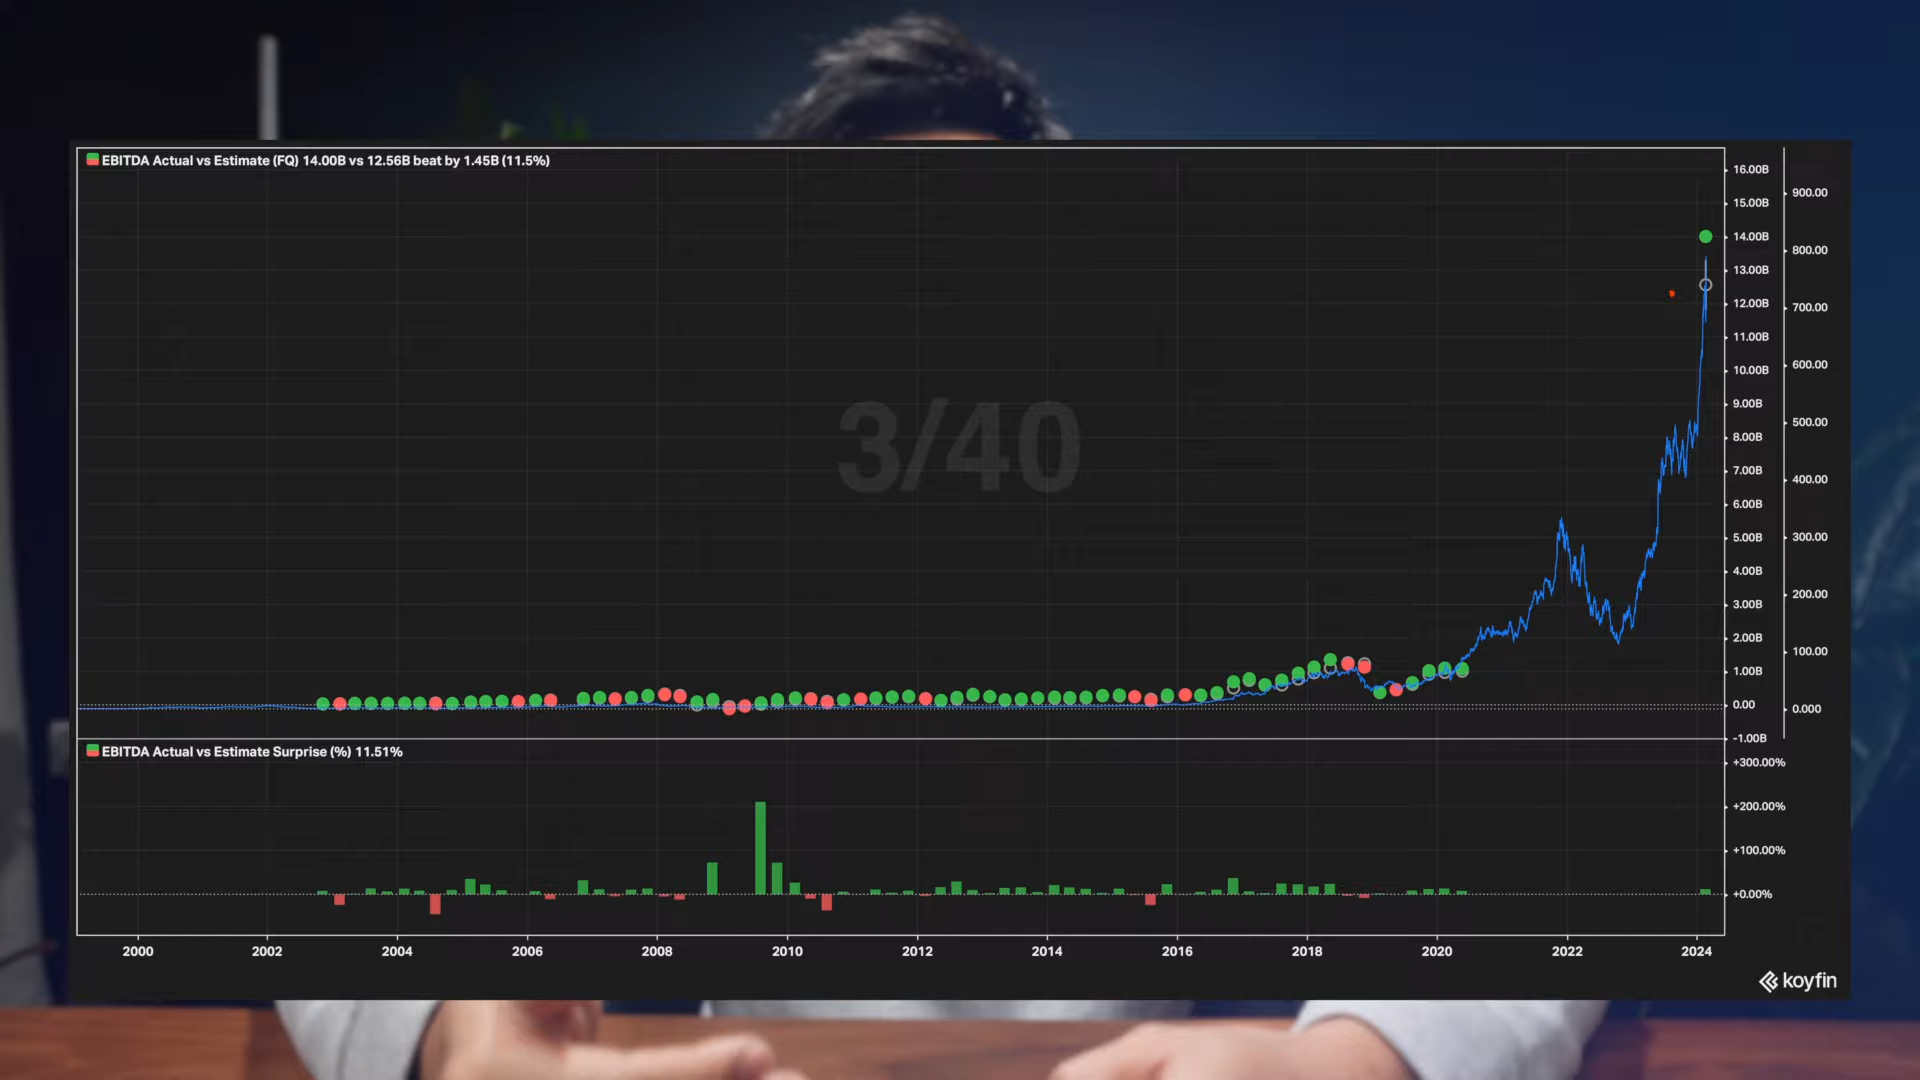 EBITDA Actual vs Estimate (FQ) 14.00B vs 12.56B beat by 1.45B (11.5%)
16.00B
15.00B
14.00B
13.00B
12.00B
11.00B
10.00B
9.00B
8.00B
7.00B
6.00B
5.00B
4.00B
3.00B
2.00B
1.00B
0.00
-1.00B
900.00
800.00
700.00
600.00
500.00
400.00
300.00
200.00
100.00
0.000
3/40
EBITDA Actual vs Estimate Surprise (%) 11.51%
+300.00%
+200.00%
+100.00%
+0.00%
2000 2002 2004 2006 2008 2010 2012 2014 2016 2018 2020 2022 2024
koyfin